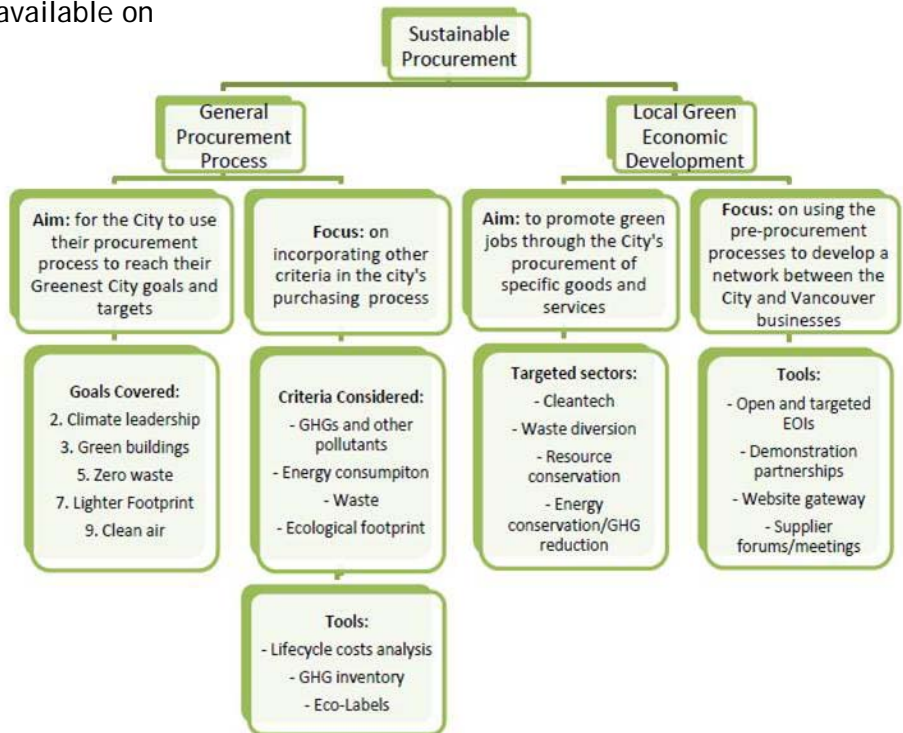 available on
Sustainable
Procurement
General
Procurement
Process
Local Green
Economic
Development
Aim: for the City to use
their procurement
process to reach their
Greenest City goals and
targets
Focus: on
incorporating other
criteria in the city's
purchasing process
Aim: to promote green
jobs through the City's
procurement of
specific goods and
services
Focus: on using the
pre-procurement
processes to develop a
network between the
City and Vancouver
businesses
Goals Covered:
2. Climate leadership
3. Green buildings
5. Zero waste
7. Lighter Footprint
9. Clean air
Criteria Considered:
- GHGs and other
pollutants
- Energy consumpiton
- Waste
- Ecological footprint
Targeted sectors:
- Cleantech
- Waste diversion
- Resource
conservation
- Energy
conservation/GHG
reduction
Tools:
- Open and targeted
EOIs
- Demonstration
partnerships
- Website gateway
- Supplier
forums/meetings
Tools:
- Lifecycle costs analysis
- GHG inventory
- Eco-Labels